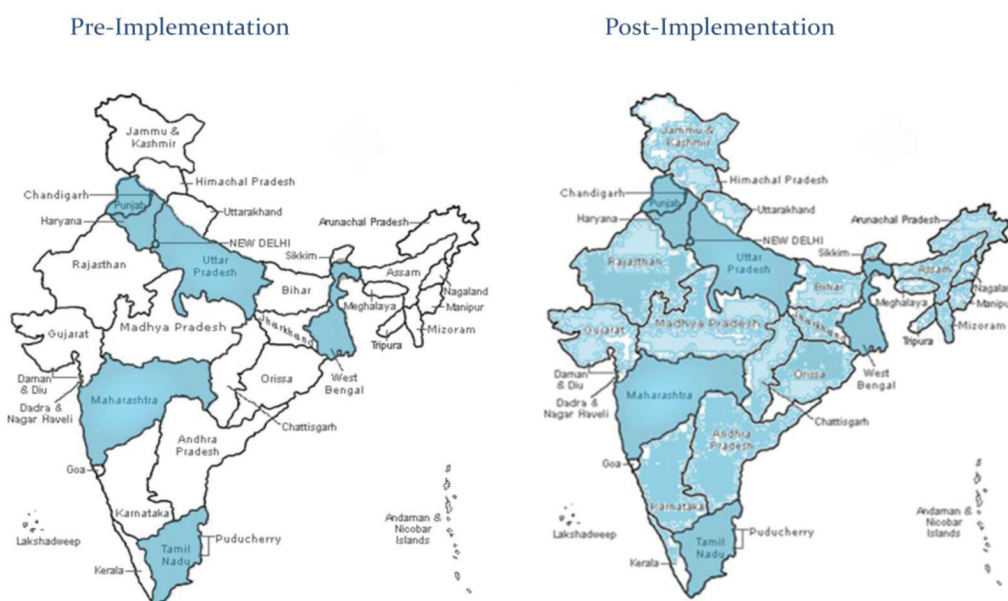 Pre-Implementation
Jammu &
Kashmir
Himachal Pradesh
Chandigarh
Punjab
Haryana
Uttarakhand
Arunachal Pradesh
NEW DELHI
Sikkim
Rajasthan
Uttar
Pradesh
Assam
Bihar
Nagaland
Meghalaya
Manipur
Gujarat
Madhya Pradesh
Jharkhand
Tripura
Mizoram
Daman
& Diu
West
Bengal
Orissa
Dadra &
Nagar Haveli
Maharashtra
Chattisgarh
Andhra
Pradesh
Goa
Karnataka
Andaman &
Nicobar
Islands
Lakshadweep
Puducherry
Tamil
Nadu
Kerala
Post-Implementation
Jammu &
Kashmir
Himachal Pradesh
Chandigarh
Punjab
Haryana
Uttarakhand
Arunachal Pradesh
NEW DELHI
Sikkim
Rajasthan
Uttar
Pradesh
Assam
Bihar
Nagaland
Meghalaya
Manipur
Gujarat
Madhya Pradesh
Jharkhand
Tripura
Mizoram
Daman
& Diu
West
Bengal
Orissa
Dadra &
Nagar Haveli
Maharashtra
Chattisgarh
Andhra
Pradesh
Goa
Karnataka
Andaman &
Nicobar
Islands
Lakshadweep
Puducherry
Tamil
Nadu
Kerala